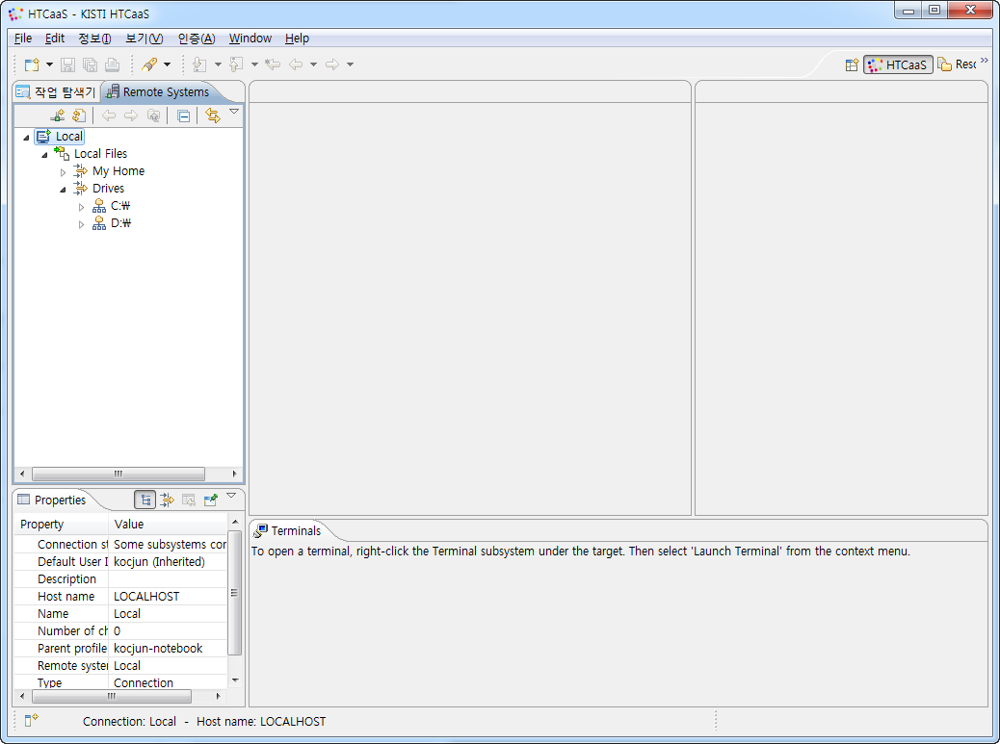 HTCaaS - KISTI HTCaaS
File Edit 정보(I) 보기(V) 인증(A) Window Help
HTCaaS Resc
작업 탐색기 Remote Systems
Local
Local Files
My Home
Drives
C:₩
D:₩
Properties
Property Value
Connection st Some subsystems con
Default User I kocjun (Inherited)
Description
Host name LOCALHOST
Name Local
Number of ch 0
Parent profile kocjun-notebook
Remote syster Local
Type Connection
Terminals
To open a terminal, right-click the Terminal subsystem under the target. Then select 'Launch Terminal' from the context menu.
Connection: Local - Host name: LOCALHOST